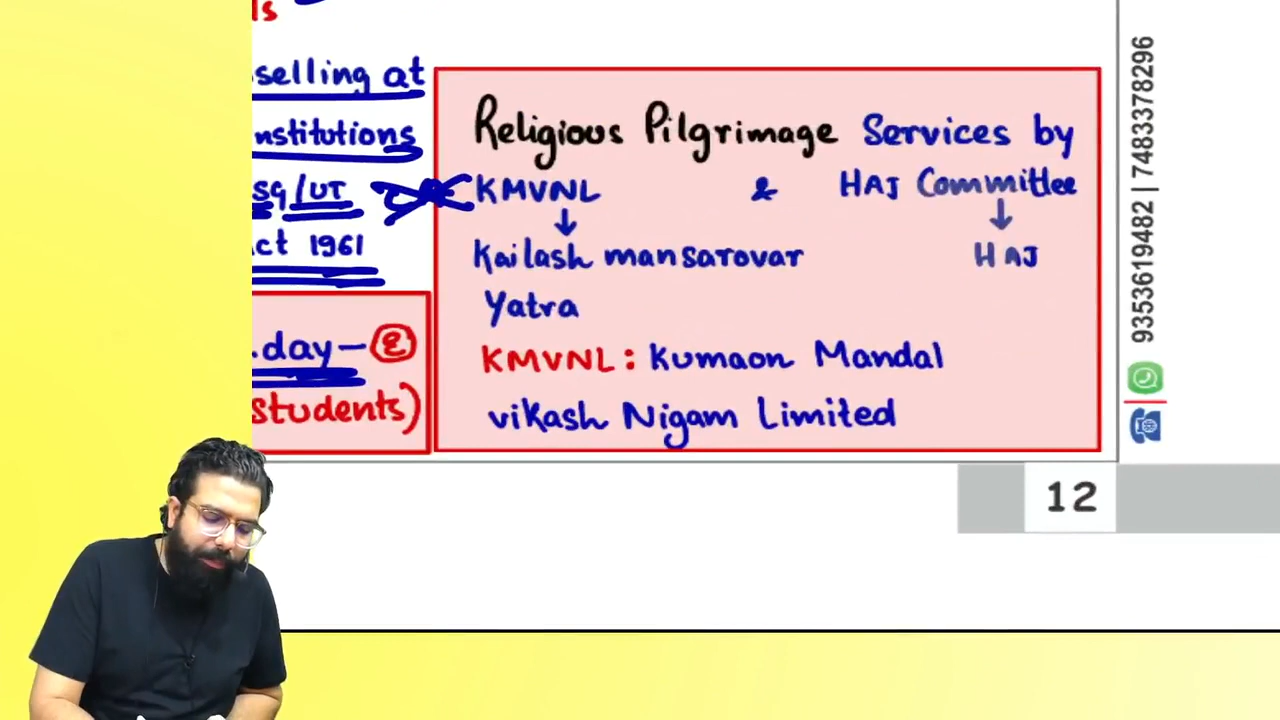 ls
selling at
nstitutions
SG/UT
ct 1961
.day-②
students)
Religious Pilgrimage Services by
KMVNL & HAJ Committee
Kailash mansarovar HAJ
Yatra
KMVNL: Kumaon Mandal
vikash Nigam Limited
9353619482 | 7483378296
12